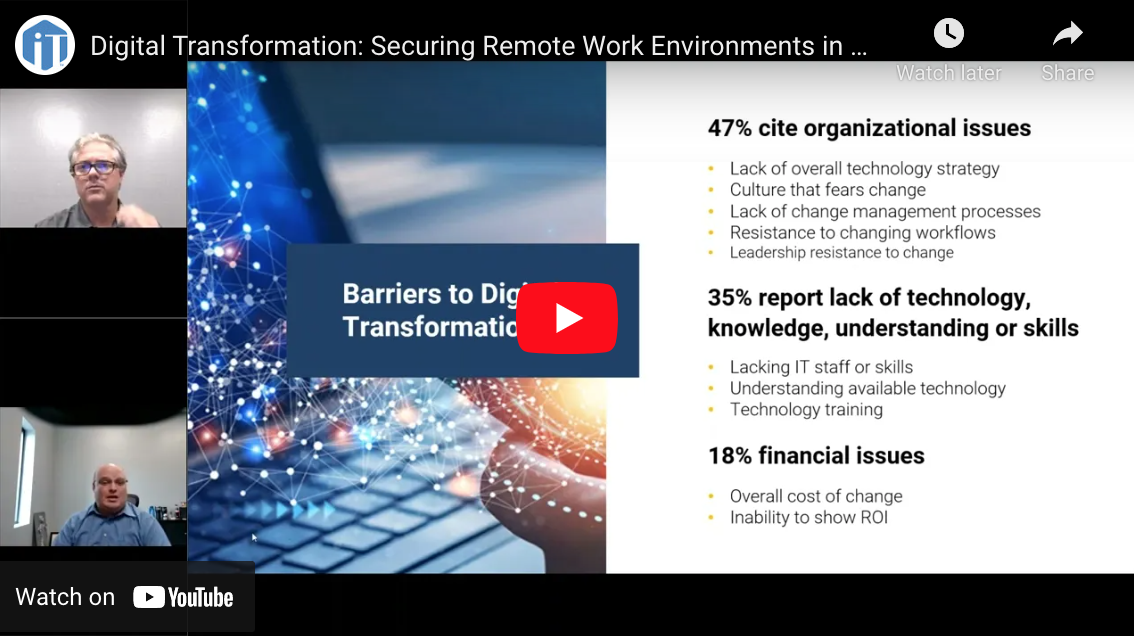 iT
Digital Transformation: Securing Remote Work Environments in …
Watch later
Share
47% cite organizational issues
• Lack of overall technology strategy
• Culture that fears change
• Lack of change management processes
• Resistance to changing workflows
• Leadership resistance to change
Barriers to Digi
Transformatio
35% report lack of technology,
knowledge, understanding or skills
• Lacking IT staff or skills
• Understanding available technology
• Technology training
18% financial issues
• Overall cost of change
• Inability to show ROI
Watch on YouTube